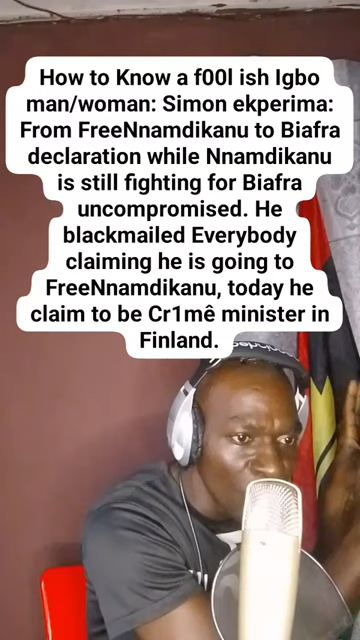 How to Know a f00l ish Igbo
man/woman: Simon ekperima:
From FreeNnamdikanu to Biafra
declaration while Nnamdikanu
is still fighting for Biafra
uncompromised. He
blackmailed Everybody
claiming he is going to
FreeNnamdikanu, today he
claim to be Cr1mê minister in
Finland.